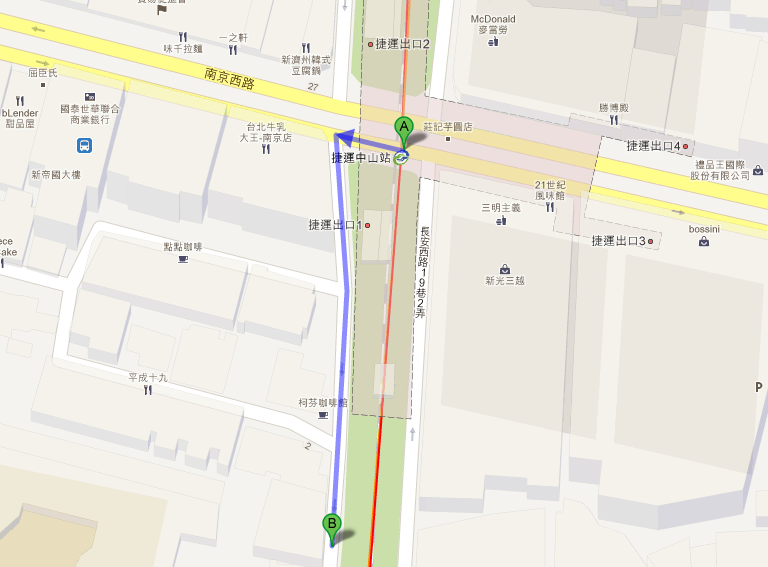 捷運出口2
McDonald
麥當勞
味千拉麵
一之軒
新濟州韓式
豆腐鍋
南京西路
27
屈臣氏
bLender
甜品屋
國泰世華聯合
商業銀行
勝博殿
A
台北牛乳
大王-南京店
莊記芋圓店
捷運中山站
捷運出口4
禮品王國際
股份有限公司
新帝國大樓
21世紀
風味館
三明主義
捷運出口1
長安西路19巷2弄
bossini
捷運出口3
點點咖啡
新光三越
平成十九
P
柯芬咖啡館
2
B